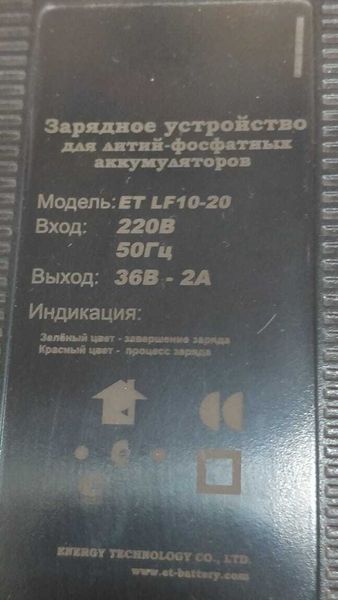 Зарядное устройство
для литий-фосфатных
аккумуляторов
Модель: ET LF10-20
Вход: 220В
50Гц
Выход: 36В - 2А
Индикация:
Зелёный цвет - завершение заряда
Красный цвет - процесс заряда
ENERGY TECHNOLOGY CO., LTD.
www.et-battery.com